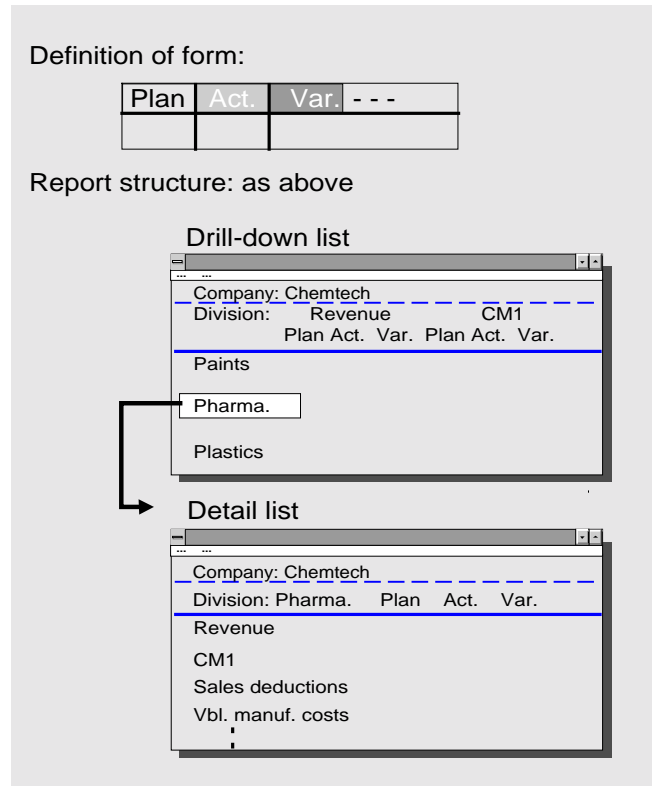 Definition of form:
Plan Act. Var. - - -
Report structure: as above
Drill-down list
... ...
Company: Chemtech
Division: Revenue CM1
Plan Act. Var. Plan Act. Var.
Paints
Pharma.
Plastics
Detail list
... ...
Company: Chemtech
Division: Pharma. Plan Act. Var.
Revenue
CM1
Sales deductions
Vbl. manuf. costs